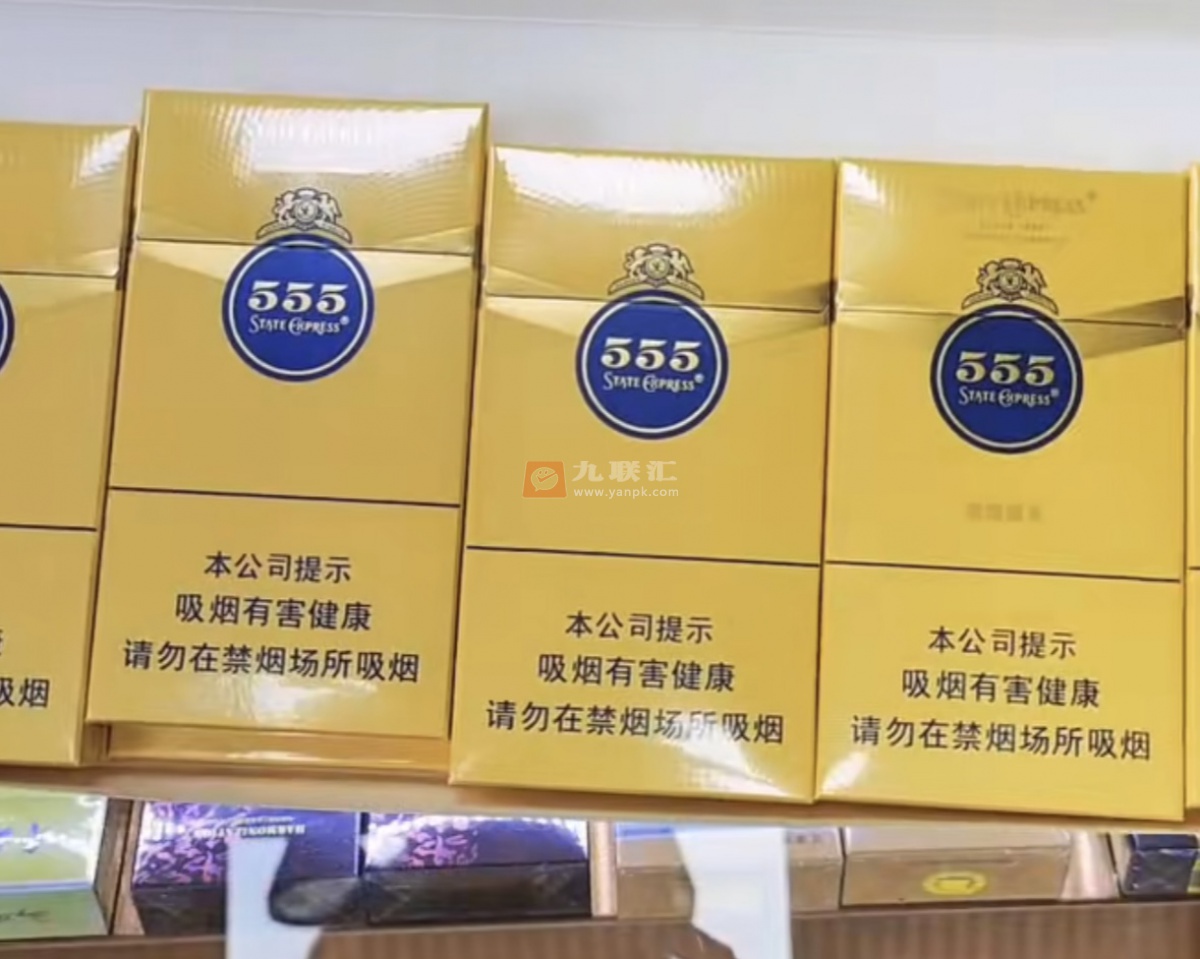 555
STATE EXPRESS®
本公司提示
吸烟有害健康
请勿在禁烟场所吸烟
555
STATE EXPRESS®
本公司提示
吸烟有害健康
请勿在禁烟场所吸烟
555
STATE EXPRESS®
本公司提示
吸烟有害健康
请勿在禁烟场所吸烟
吸烟
九联汇
www.yanpk.com